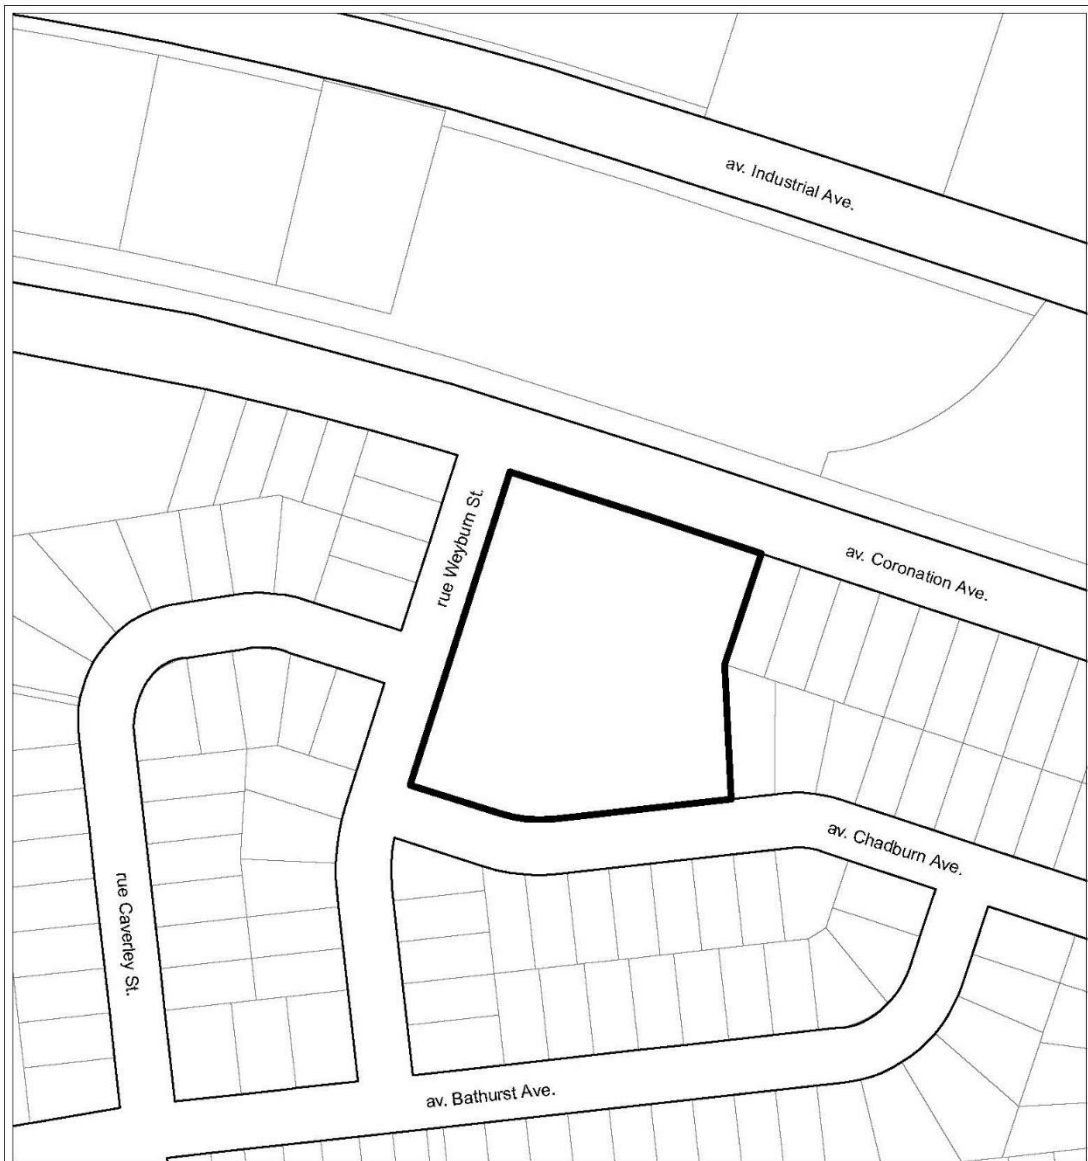 av. Industrial Ave.
rue Weyburn St.
av. Coronation Ave.
av. Chadburn Ave.
rue Caverley St.
av. Bathurst Ave.